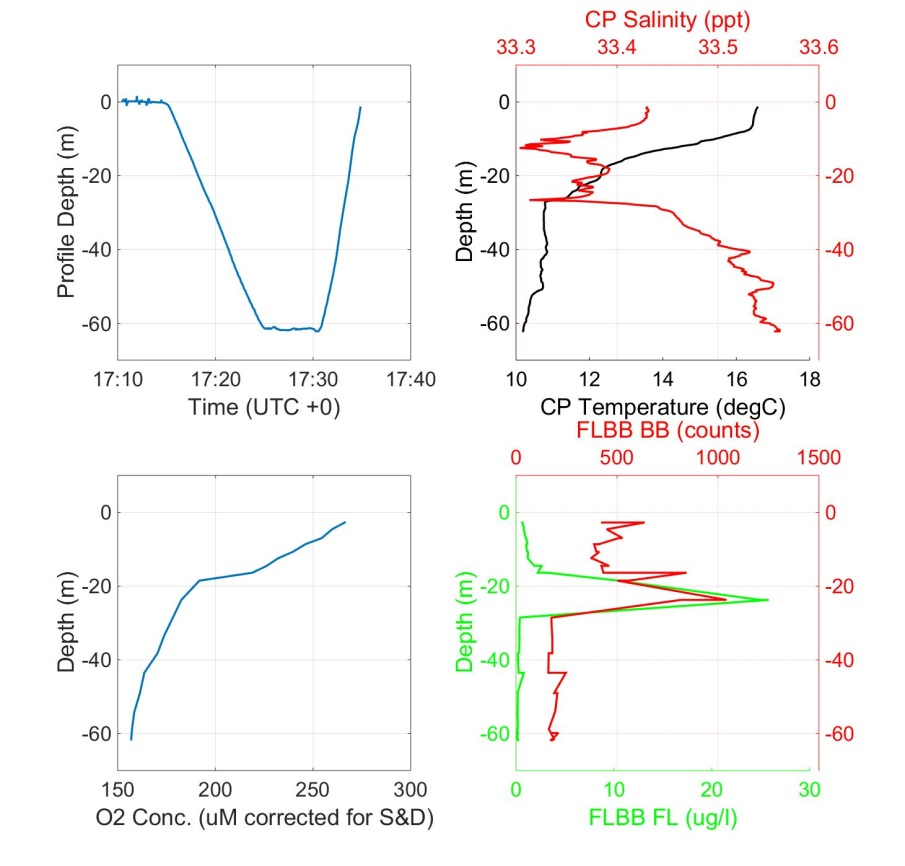 CP Salinity (ppt)
33.3 33.4 33.5 33.6
0 -20 -40 -60
Profile Depth (m)
17:10 17:20 17:30 17:40
Time (UTC +0)
0 -20 -40 -60
Depth (m)
0 -20 -40 -60
10 12 14 16 18
CP Temperature (degC)
FLBB BB (counts)
0 500 1000 1500
0 -20 -40 -60
Depth (m)
150 200 250 300
O2 Conc. (uM corrected for S&D)
0 -20 -40 -60
Depth (m)
0 -20 -40 -60
0 10 20 30
FLBB FL (ug/l)